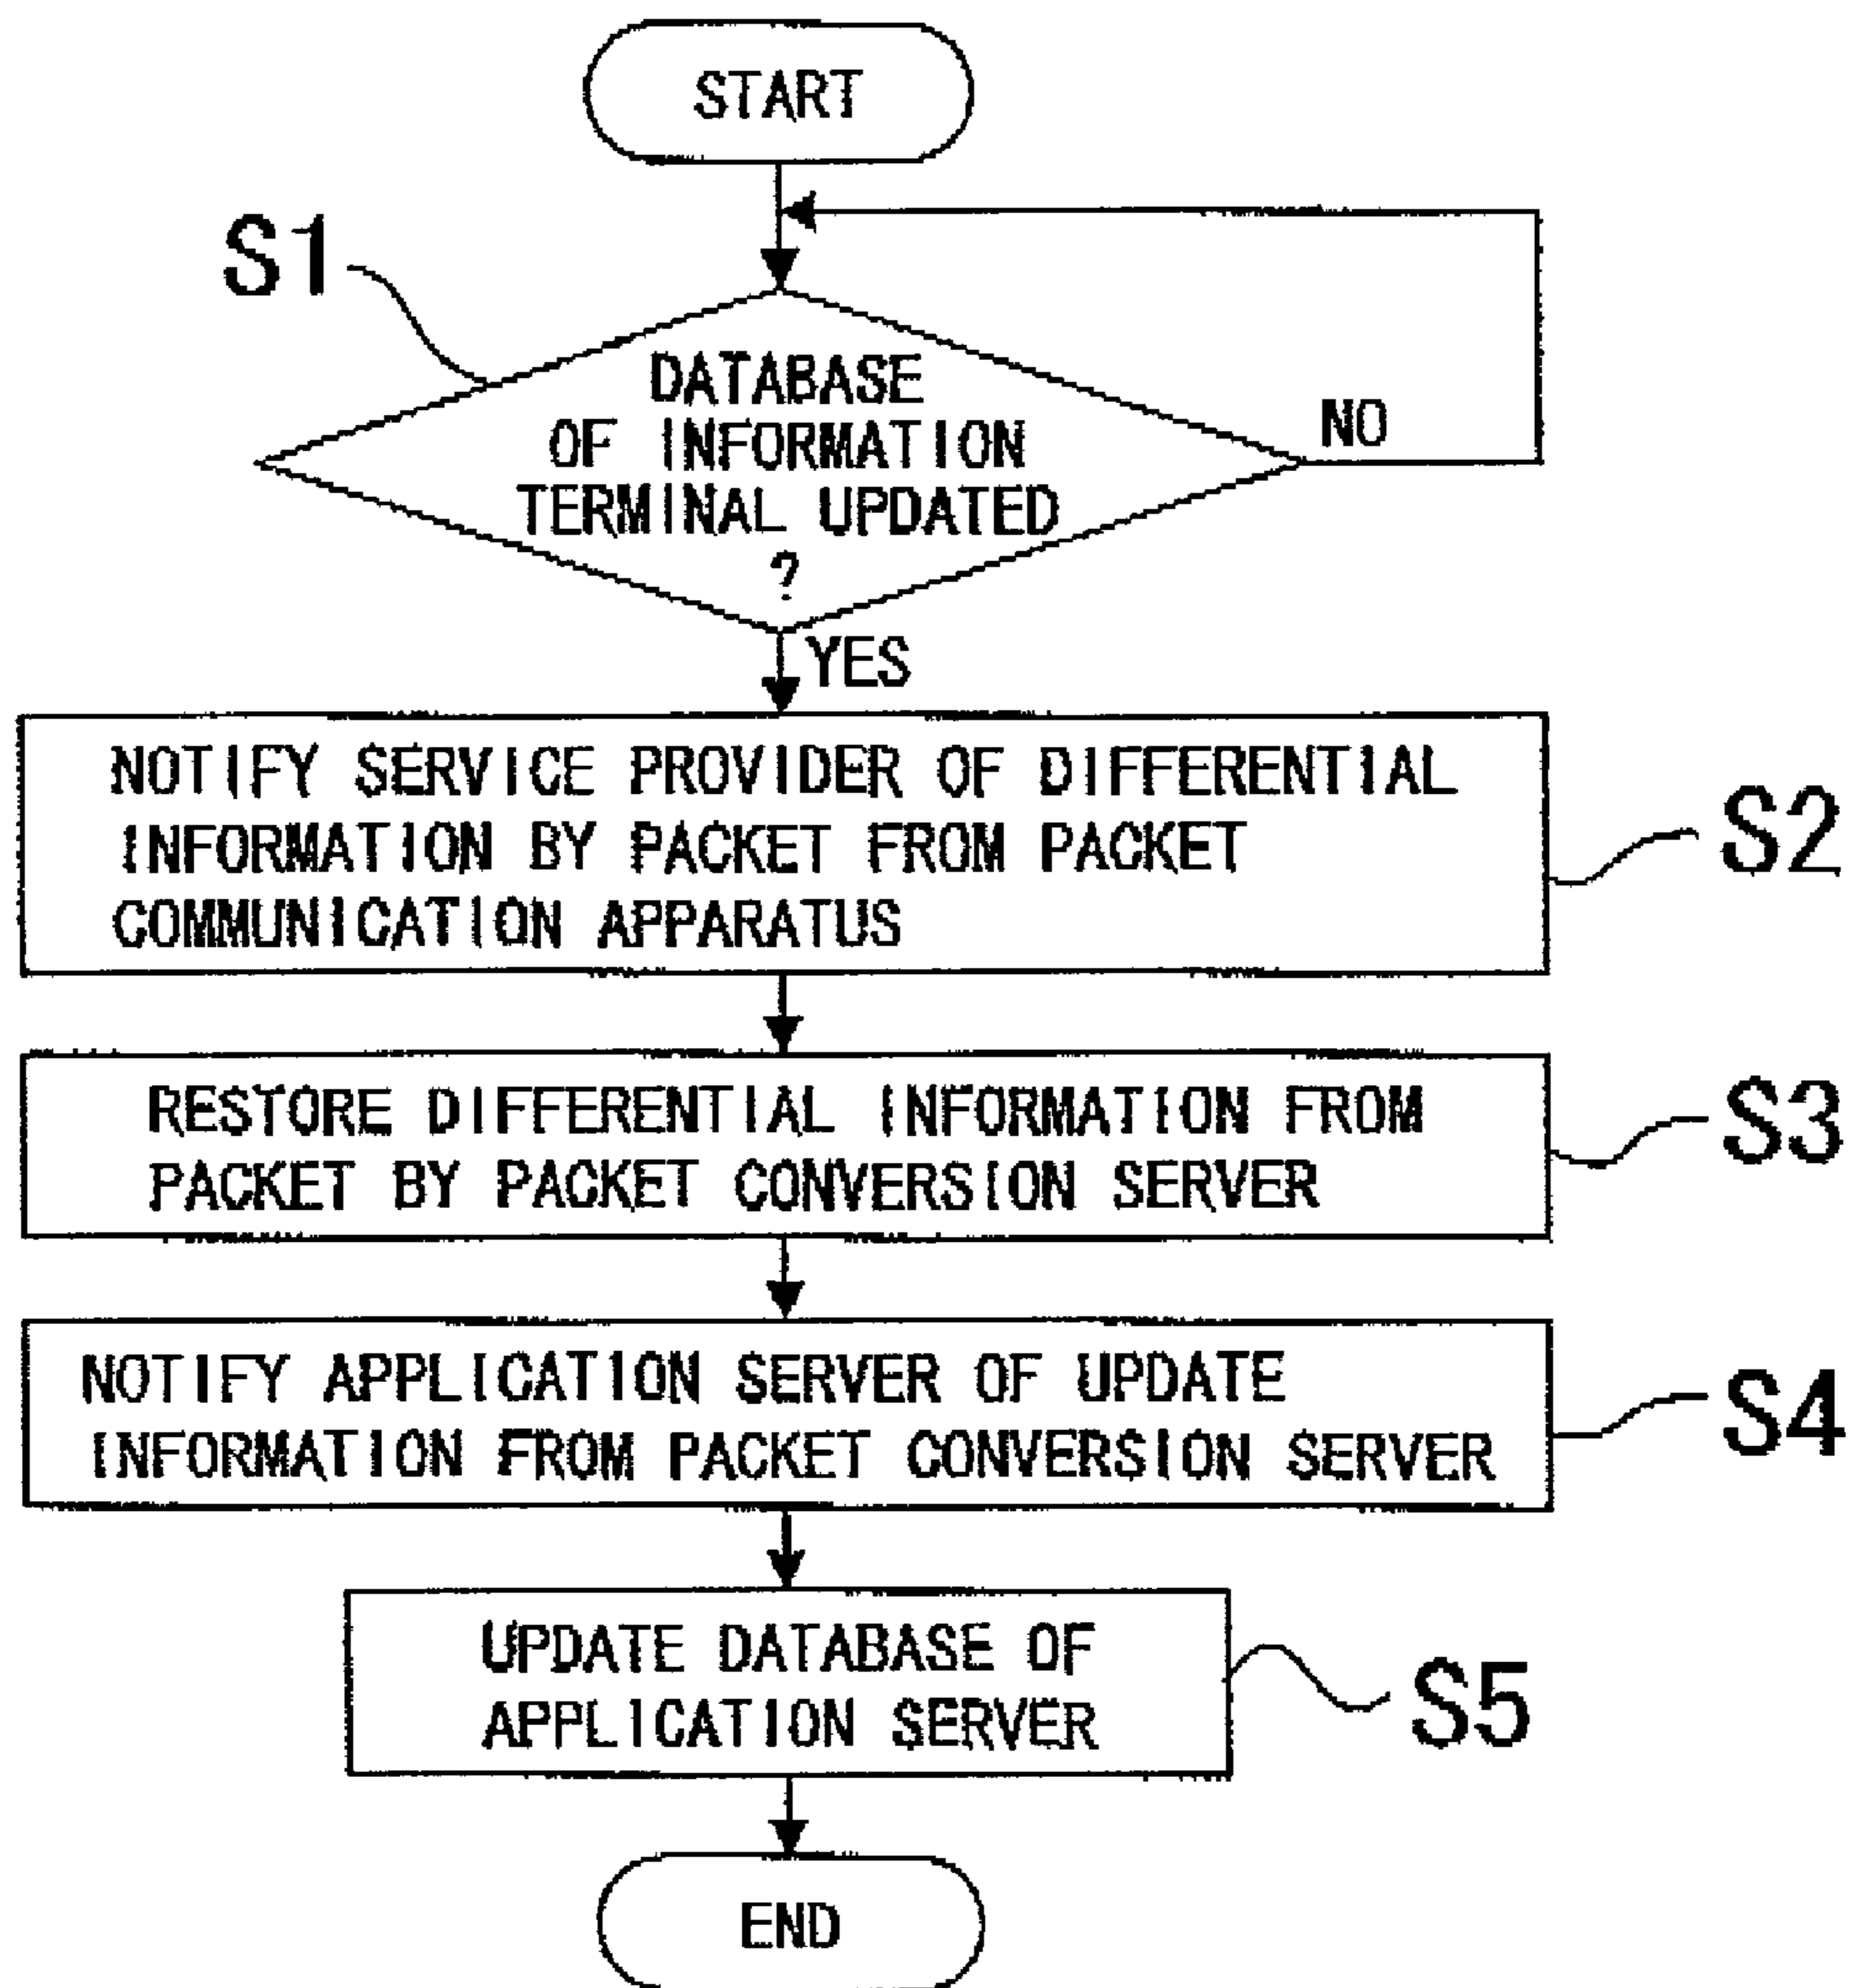 START
S1
DATABASE
OF INFORMATION
TERMINAL UPDATED
?
NO
YES
NOTIFY SERVICE PROVIDER OF DIFFERENTIAL
INFORMATION BY PACKET FROM PACKET
COMMUNICATION APPARATUS
S2
RESTORE DIFFERENTIAL INFORMATION FROM
PACKET BY PACKET CONVERSION SERVER
S3
NOTIFY APPLICATION SERVER OF UPDATE
INFORMATION FROM PACKET CONVERSION SERVER
S4
UPDATE DATABASE OF
APPLICATION SERVER
S5
END